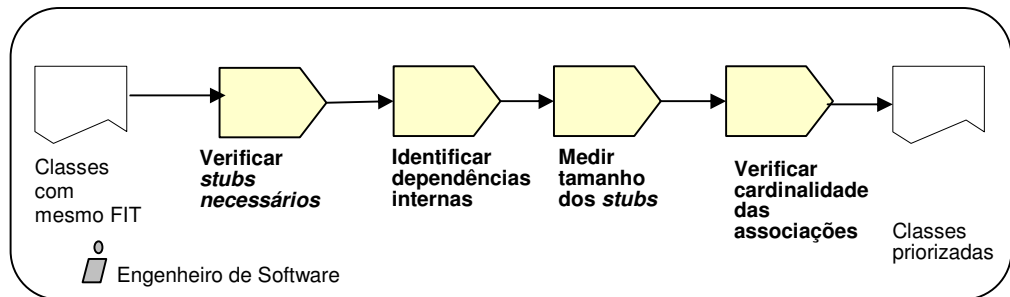 Classes
com
mesmo FIT
Verificar
stubs
necessários
Identificar
dependências
internas
Medir
tamanho
dos stubs
Verificar
cardinalidade
das
associações
Classes
priorizadas
Engenheiro de Software